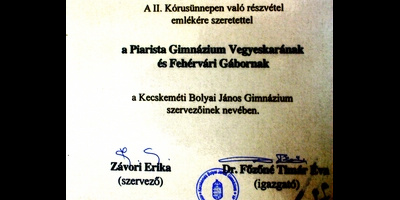 A II. Kórusünnepen való részvétel
emlékére szeretettel
a Piarista Gimnázium Vegyeskarának
és Fehérvári Gábornak
a Kecskeméti Bolyai János Gimnázium
szervezőinek nevében.
Závori Erika
(szervező)
Dr. Főzőné Timár Éva
(igazgató)